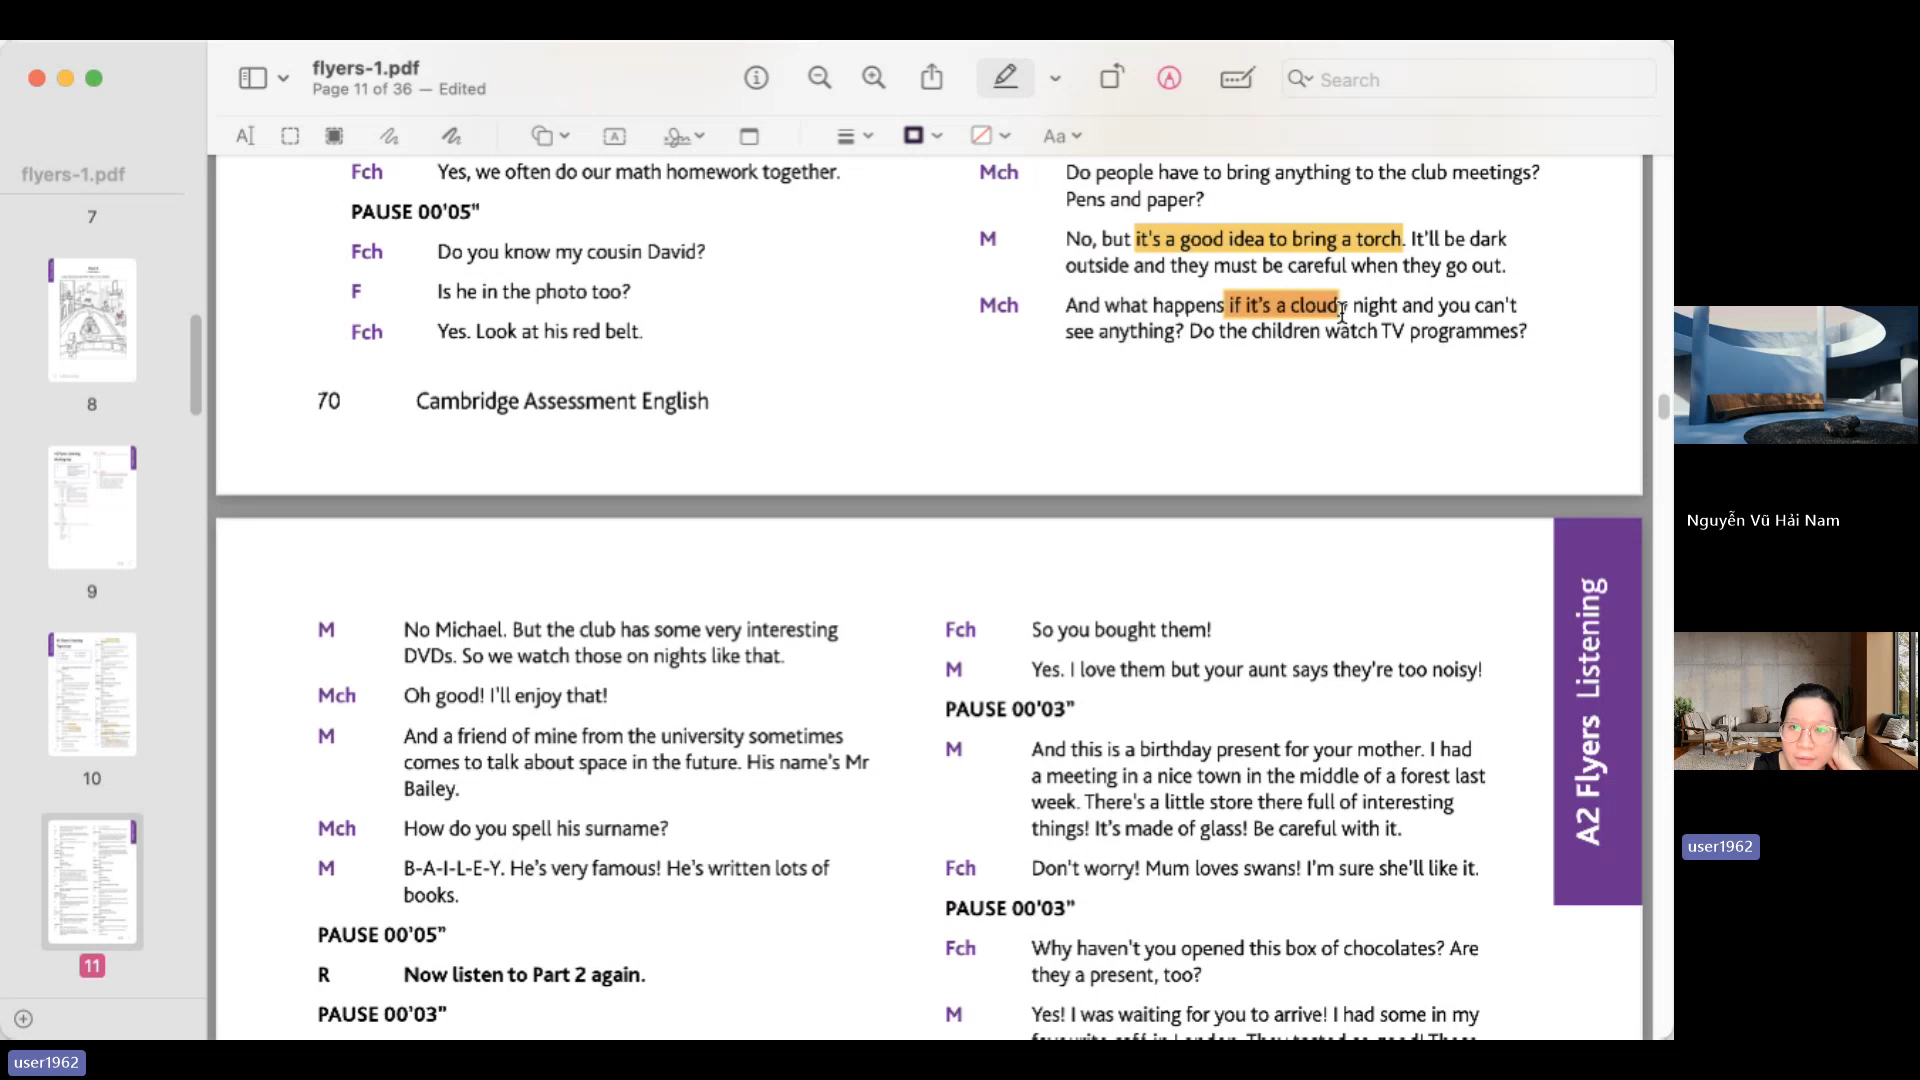 flyers-1.pdf
Page 11 of 36 — Edited
Search
Aa
flyers-1.pdf
7
8
9
10
11
Fch Yes, we often do our math homework together.
PAUSE 00'05"
Fch Do you know my cousin David?
F Is he in the photo too?
Fch Yes. Look at his red belt.
70 Cambridge Assessment English
Mch Do people have to bring anything to the club meetings?
Pens and paper?
M No, but it's a good idea to bring a torch. It'll be dark
outside and they must be careful when they go out.
Mch And what happens if it's a cloudy night and you can't
see anything? Do the children watch TV programmes?
M No Michael. But the club has some very interesting
DVDs. So we watch those on nights like that.
Mch Oh good! I'll enjoy that!
M And a friend of mine from the university sometimes
comes to talk about space in the future. His name's Mr
Bailey.
Mch How do you spell his surname?
M B-A-I-L-E-Y. He's very famous! He's written lots of
books.
PAUSE 00'05"
R Now listen to Part 2 again.
PAUSE 00'03"
Fch So you bought them!
M Yes. I love them but your aunt says they're too noisy!
PAUSE 00'03"
M And this is a birthday present for your mother. I had
a meeting in a nice town in the middle of a forest last
week. There's a little store there full of interesting
things! It's made of glass! Be careful with it.
Fch Don't worry! Mum loves swans! I'm sure she'll like it.
PAUSE 00'03"
Fch Why haven't you opened this box of chocolates? Are
they a present, too?
M Yes! I was waiting for you to arrive! I had some in my
A2 Flyers Listening
Nguyễn Vũ Hải Nam
user1962
user1962